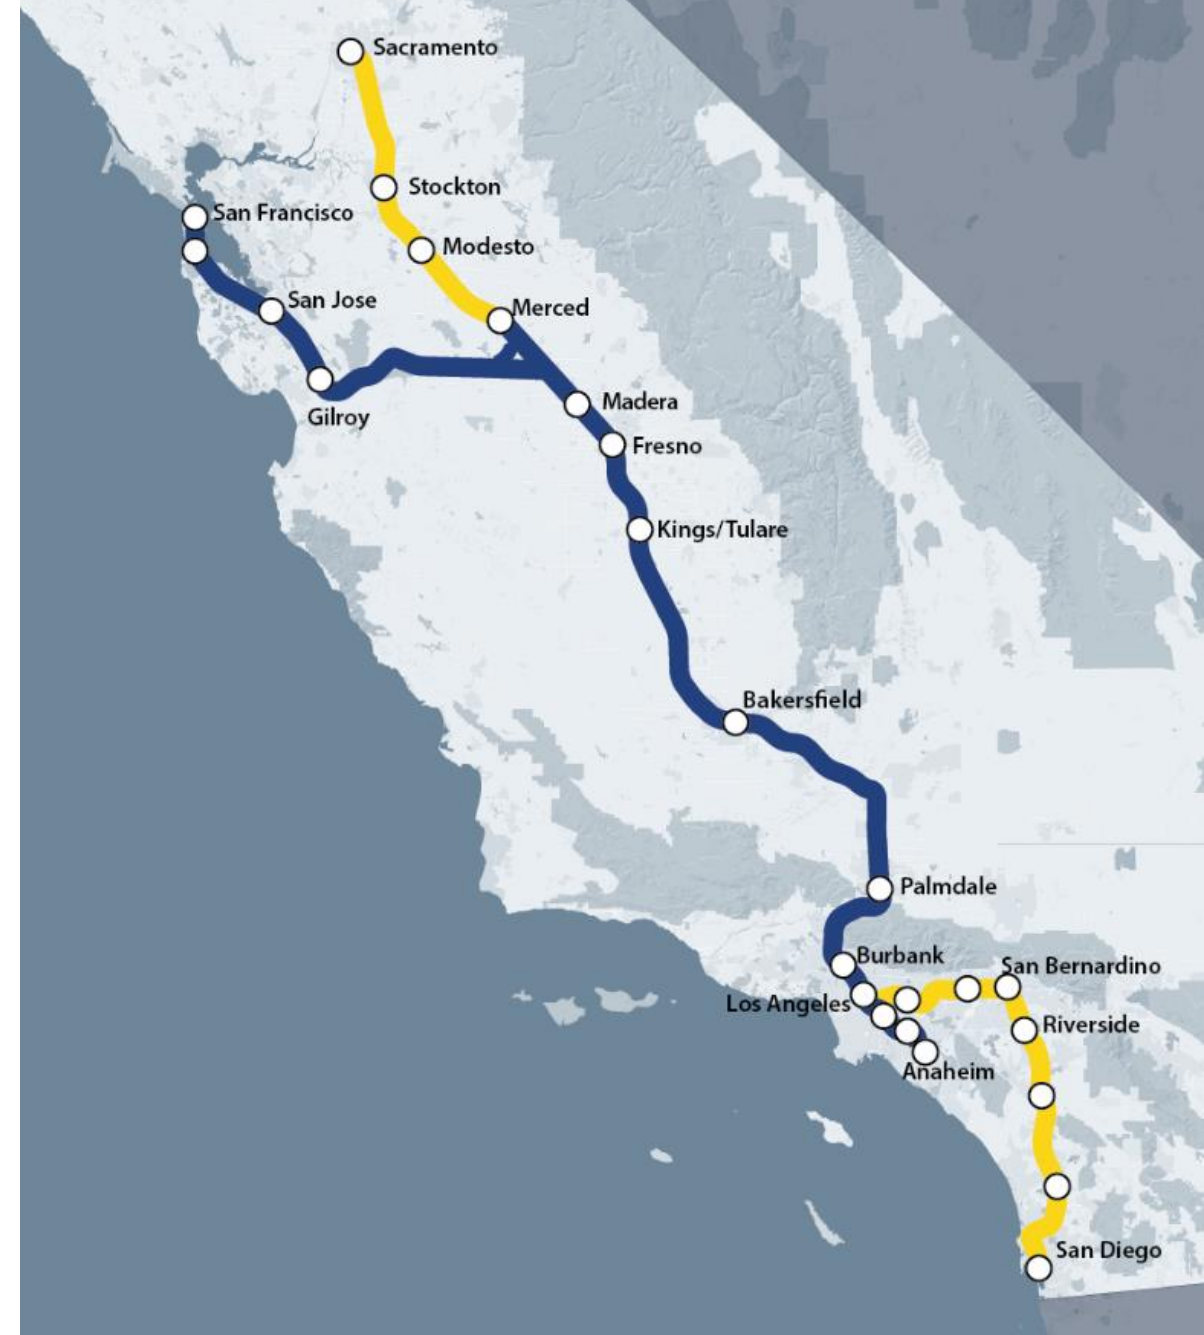 Sacramento
Stockton
San Francisco
Modesto
San Jose
Merced
Madera
Gilroy
Fresno
Kings/Tulare
Bakersfield
Palmdale
Burbank
San Bernardino
Los Angeles
Riverside
Anaheim
San Diego